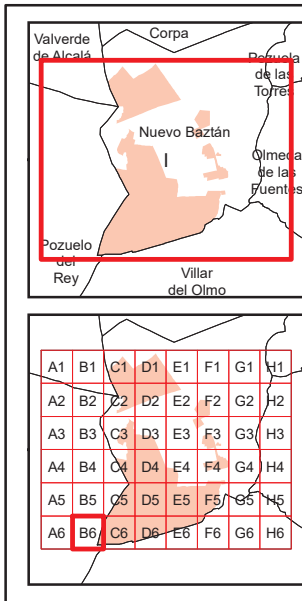 Valverde
de Alcalá
Corpa
Pozuela
de las
Torres
Nuevo Baztán
I
Olmeda
de las
Fuentes
Pozuelo
del
Rey
Villar
del Olmo
A1 B1 C1 D1 E1 F1 G1 H1
A2 B2 C2 D2 E2 F2 G2 H2
A3 B3 C3 D3 E3 F3 G3 H3
A4 B4 C4 D4 E4 F4 G4 H4
A5 B5 C5 D5 E5 F5 G5 H5
A6 B6 C6 D6 E6 F6 G6 H6